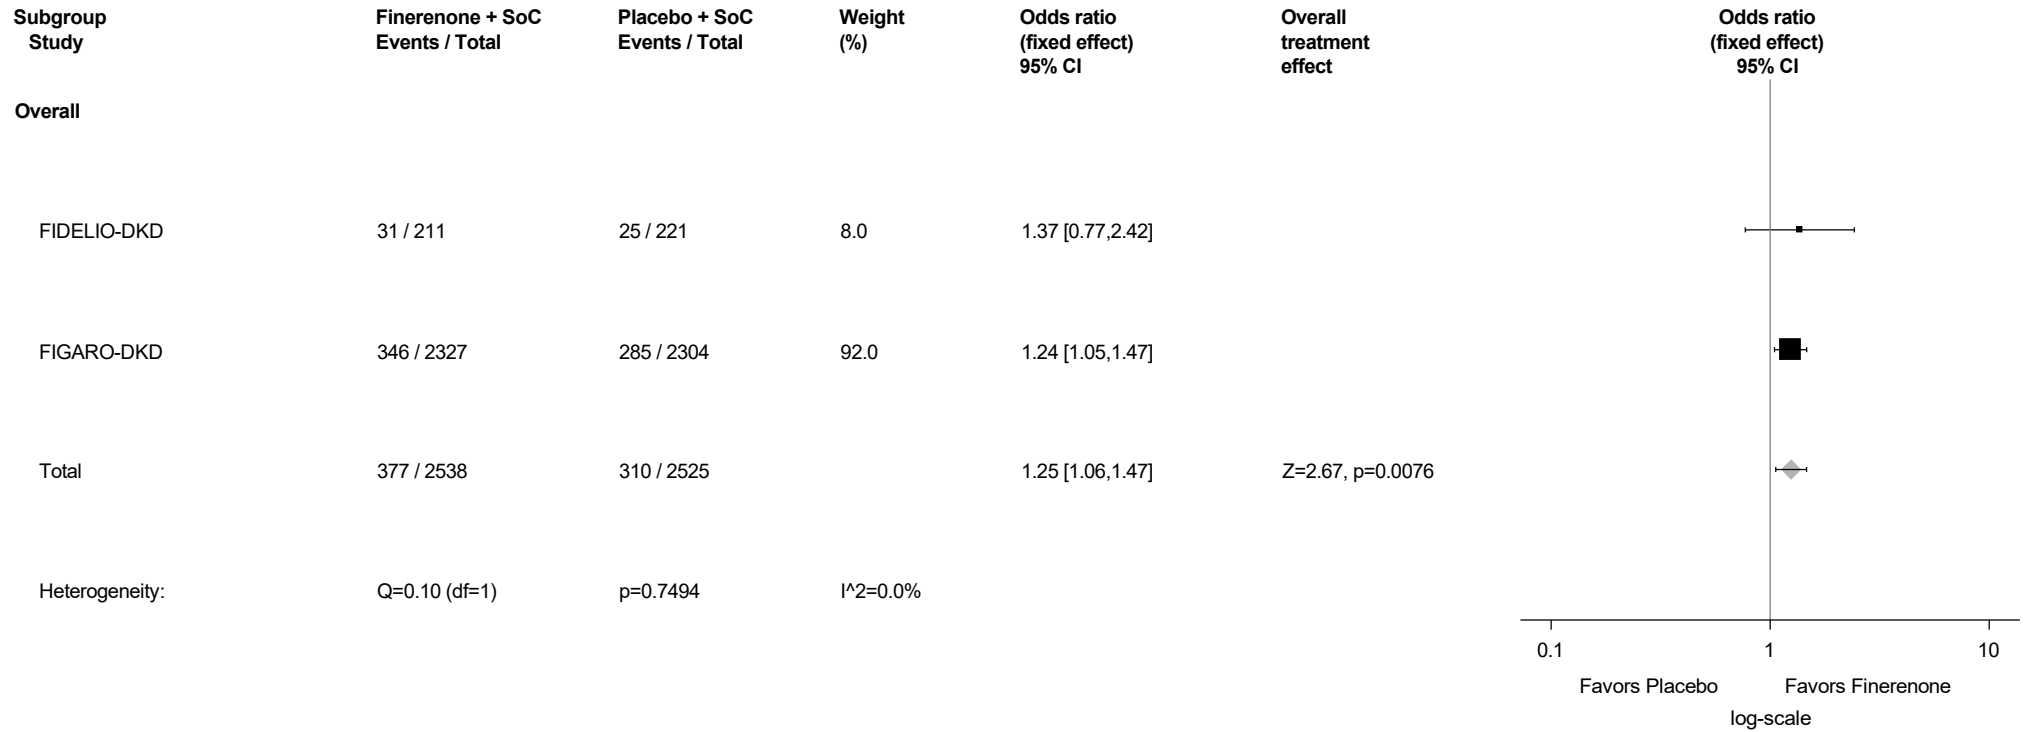 Subgroup Finerenone + SoC Placebo + SoC Weight Odds ratio Overall Odds ratio
Study Events / Total Events / Total (%) (fixed effect) treatment (fixed effect)
95% CI effect 95% CI
Overall
FIDELIO-DKD 31 / 211 25 / 221 8.0 1.37 [0.77,2.42]
FIGARO-DKD 346 / 2327 285 / 2304 92.0 1.24 [1.05,1.47]
Total 377 / 2538 310 / 2525 1.25 [1.06,1.47] Z=2.67, p=0.0076
Heterogeneity: Q=0.10 (df=1) p=0.7494 I^2=0.0%
0.1 1 10
Favors Placebo Favors Finerenone
log-scale